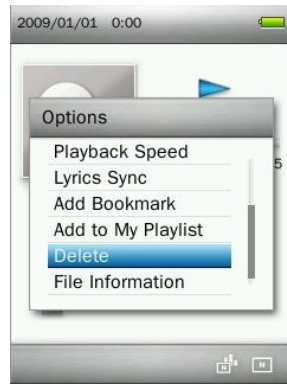 2009/01/01 0:00
Options
Playback Speed
5
Lyrics Sync
Add Bookmark
Add to My Playlist
Delete
File Information
N N